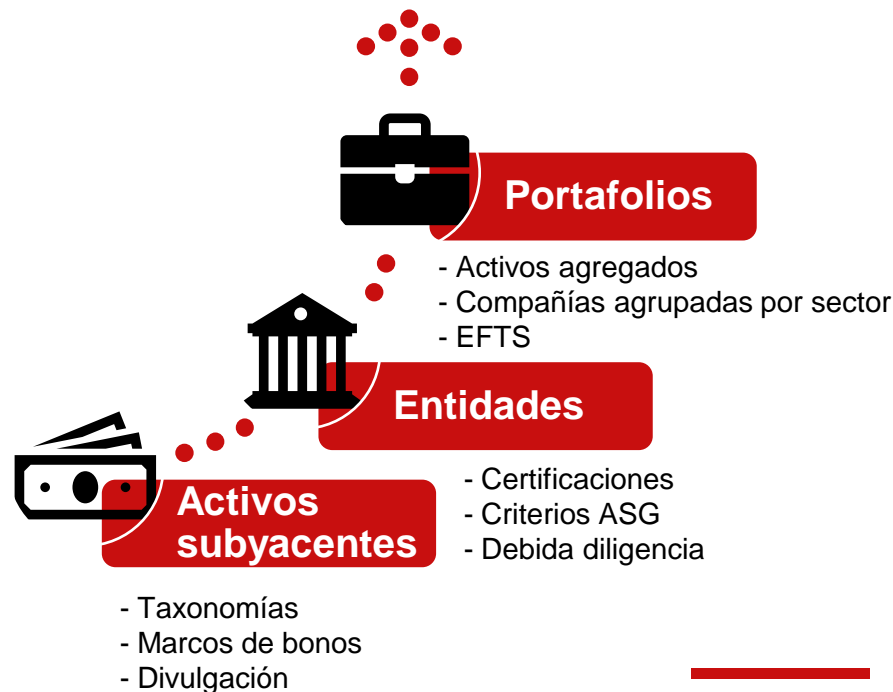 Portafolios
- Activos agregados
- Compañías agrupadas por sector
- EFTS
Entidades
- Certificaciones
- Criterios ASG
- Debida diligencia
Activos
subyacentes
- Taxonomías
- Marcos de bonos
- Divulgación